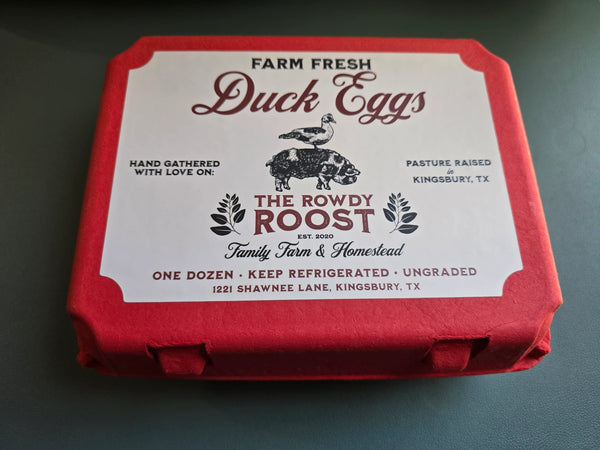 FARM FRESH
Duck Eggs
HAND GATHERED
WITH LOVE ON:
PASTURE RAISED
in
KINGSBURY, TX
THE ROWDY
ROOST
EST. 2020
Family Farm & Homestead
ONE DOZEN • KEEP REFRIGERATED • UNGRADED
1221 SHAWNEE LANE, KINGSBURY, TX